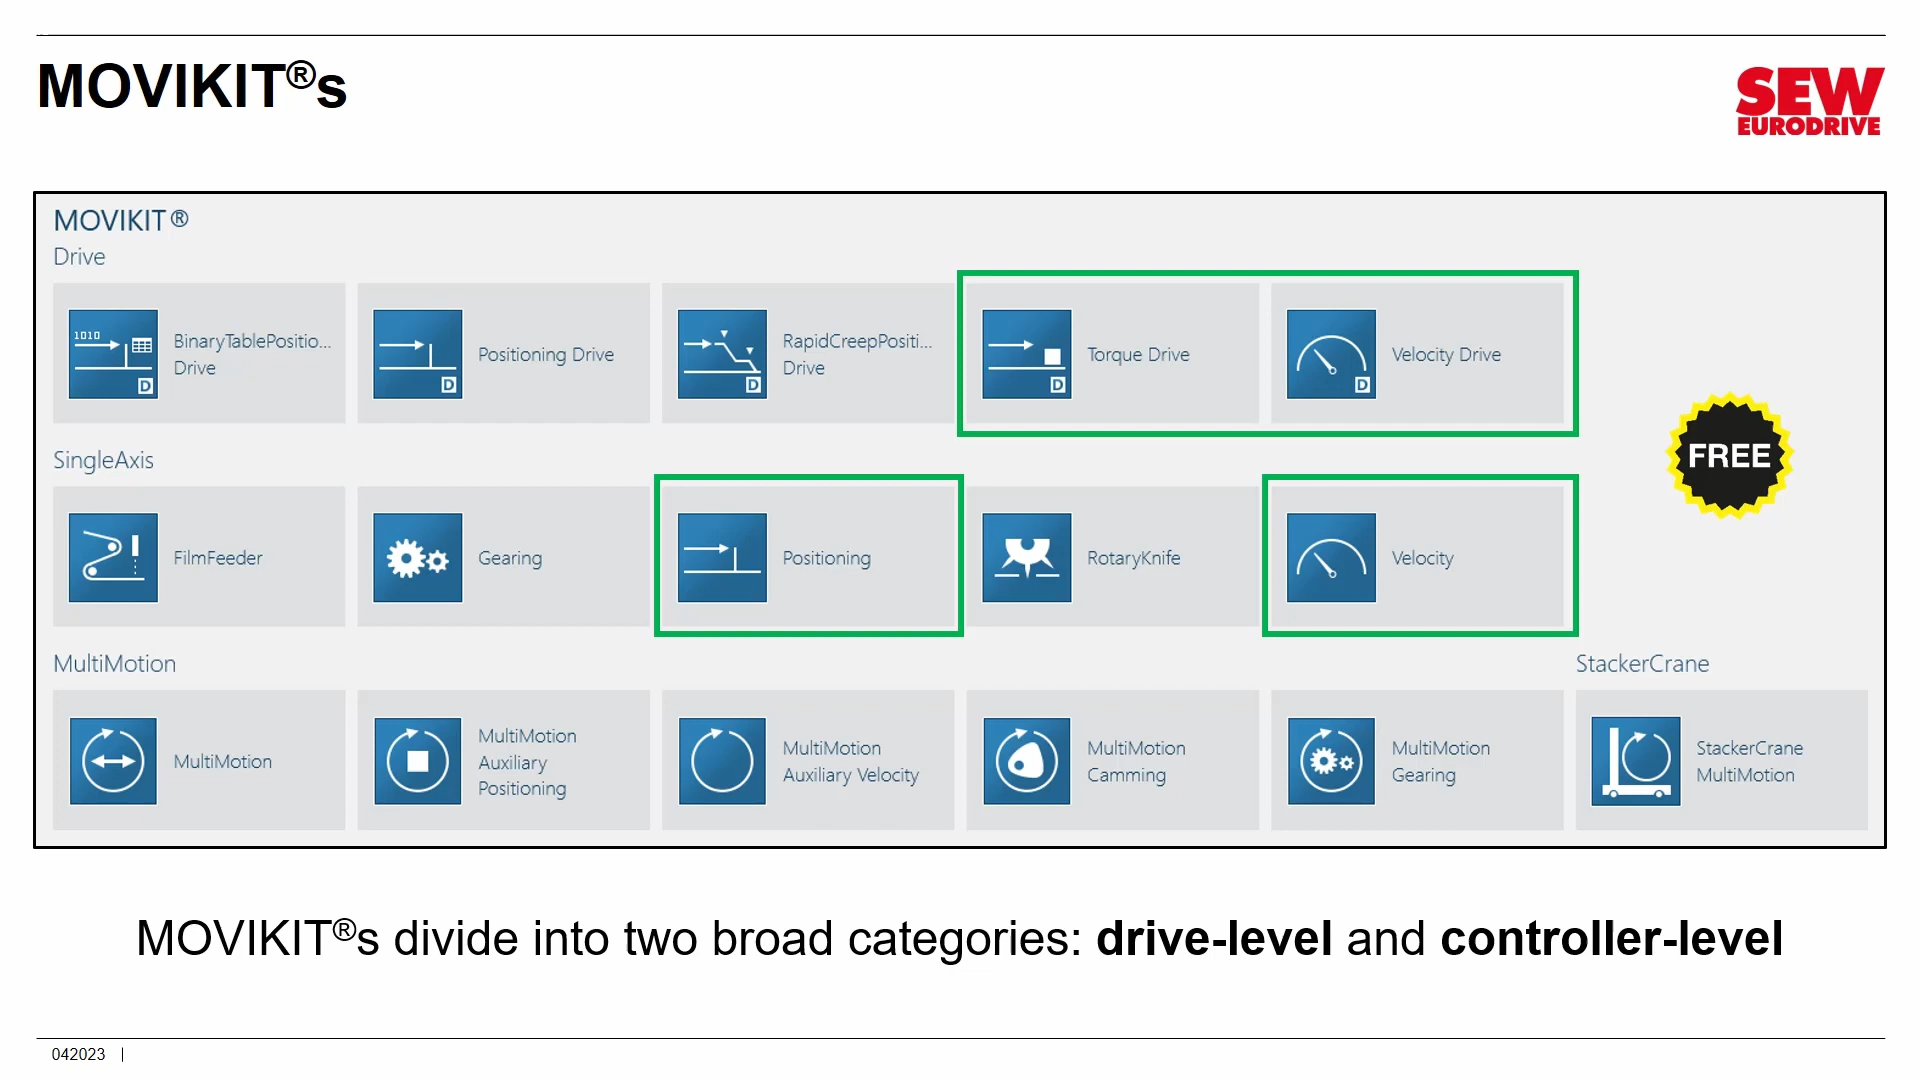 MOVIKIT®s
SEW
EURODRIVE
MOVIKIT®
Drive
1010
BinaryTablePositio...
Drive
D
Positioning Drive
D
RapidCreepPositi...
Drive
D
Torque Drive
D
Velocity Drive
D
FREE
SingleAxis
FilmFeeder
Gearing
Positioning
RotaryKnife
Velocity
MultiMotion
StackerCrane
MultiMotion
MultiMotion
Auxiliary
Positioning
MultiMotion
Auxiliary Velocity
MultiMotion
Camming
MultiMotion
Gearing
StackerCrane
MultiMotion
MOVIKIT®s divide into two broad categories: drive-level and controller-level
042023 |